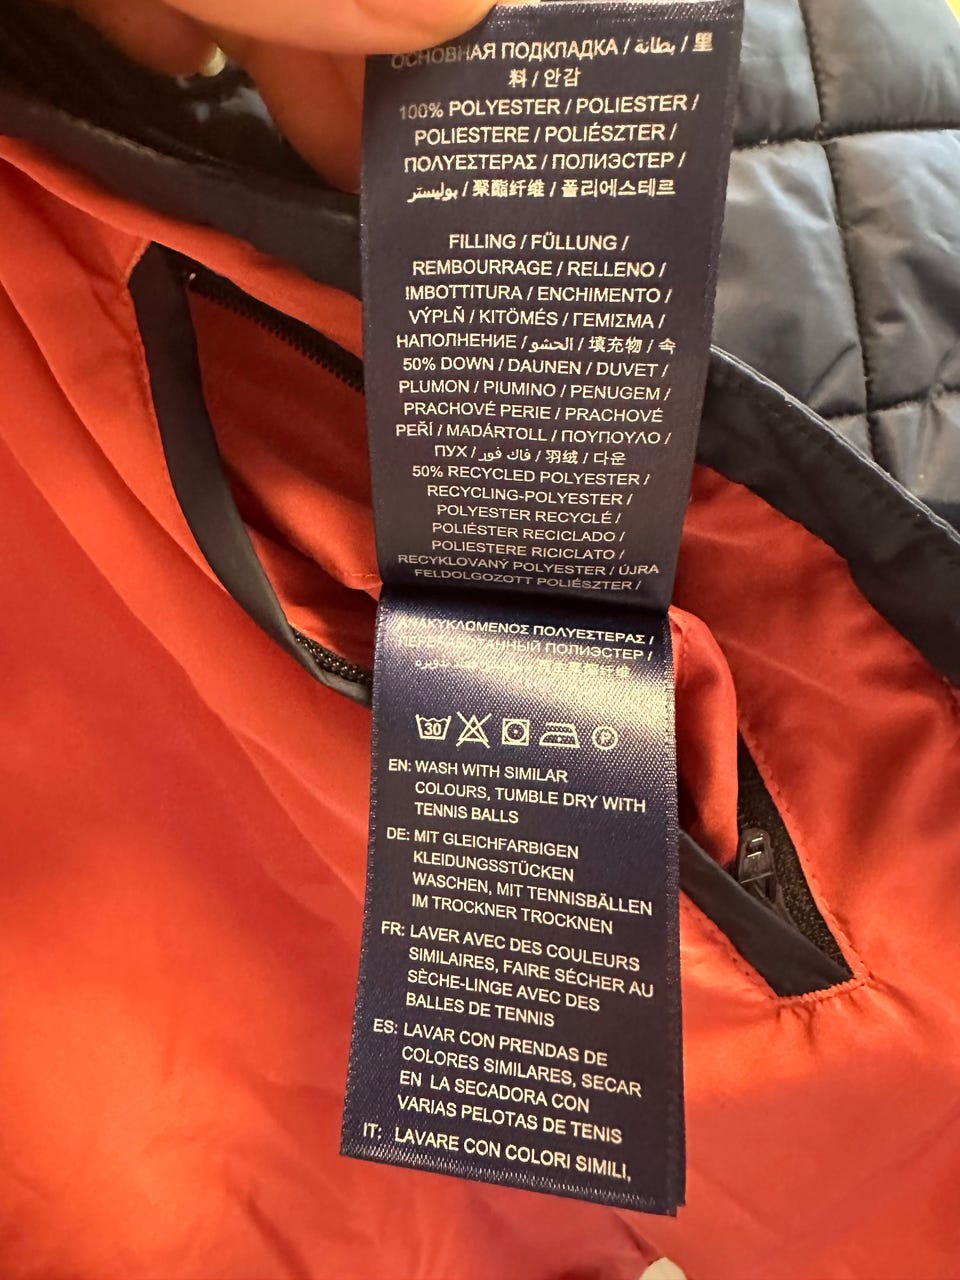 ОСНОВНАЯ ПОДКЛАДКА / بطانة / 里
料 / 안감
100% POLYESTER / POLIESTER /
POLIESTERE / POLIÉSZTER /
ΠΟΛΥΕΣΤΕΡΑΣ / ПОЛИЭСТЕР /
بوليستر / 聚酯纤维 / 폴리에스테르
FILLING / FÜLLUNG /
REMBOURRAGE / RELLENO /
IMBOTTITURA / ENCHIMENTO /
VÝPLŇ / KITÖMÉS / ΓΕΜΙΣΜΑ /
НАПОЛНЕНИЕ / الحشو / 填充物 / 속
50% DOWN / DAUNEN / DUVET /
PLUMON / PIUMINO / PENUGEM /
PRACHOVÉ PERIE / PRACHOVÉ
PEŘÍ / MADÁRTOLL / ΠΟΥΠΟΥΛΟ /
ПУХ / فاك فور / 羽绒 / 다운
50% RECYCLED POLYESTER /
RECYCLING-POLYESTER /
POLYESTER RECYCLÉ /
POLIÉSTER RECICLADO /
POLIESTERE RICICLATO /
RECYKLOVANÝ POLYESTER / ÚJRA
FELDOLGOZOTT POLIÉSZTER /
ΑΝΑΚΥΚΛΩΜΕΝΟΣ ΠΟΛΥΕΣΤΕΡΑΣ /
ПОЛИЭСТЕР /
30 P
EN: WASH WITH SIMILAR
COLOURS, TUMBLE DRY WITH
TENNIS BALLS
DE: MIT GLEICHFARBIGEN
KLEIDUNGSSTÜCKEN
WASCHEN, MIT TENNISBÄLLEN
IM TROCKNER TROCKNEN
FR: LAVER AVEC DES COULEURS
SIMILAIRES, FAIRE SÉCHER AU
SÈCHE-LINGE AVEC DES
BALLES DE TENNIS
ES: LAVAR CON PRENDAS DE
COLORES SIMILARES, SECAR
EN LA SECADORA CON
VARIAS PELOTAS DE TENIS
IT: LAVARE CON COLORI SIMILI,